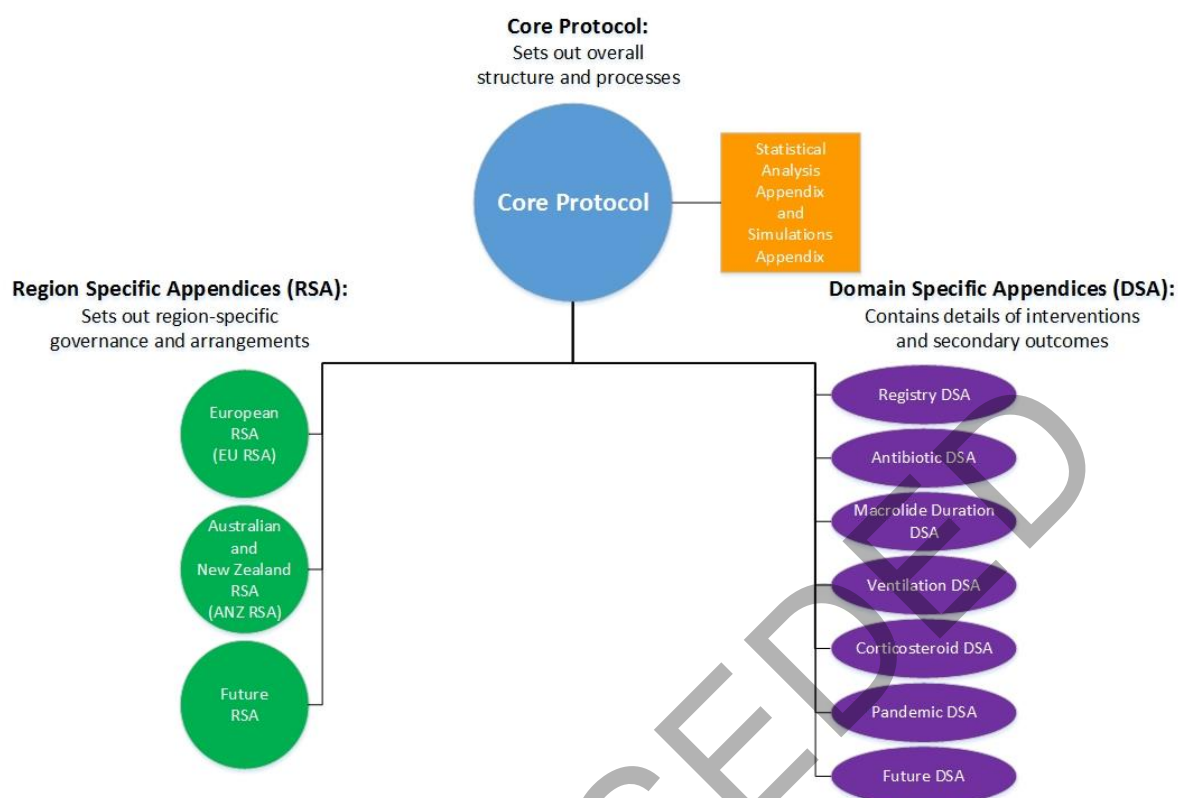 Core Protocol:
Sets out overall
structure and processes
Core Protocol
Statistical
Analysis
Appendix
and
Simulations
Appendix
Region Specific Appendices (RSA):
Sets out region-specific
governance and arrangements
European
RSA
(EU RSA)
Australian
and
New Zealand
RSA
(ANZ RSA)
Future
RSA
Domain Specific Appendices (DSA):
Contains details of interventions
and secondary outcomes
Registry DSA
Antibiotic DSA
Macrolide Duration
DSA
Ventilation DSA
Corticosteroid DSA
Pandemic DSA
Future DSA